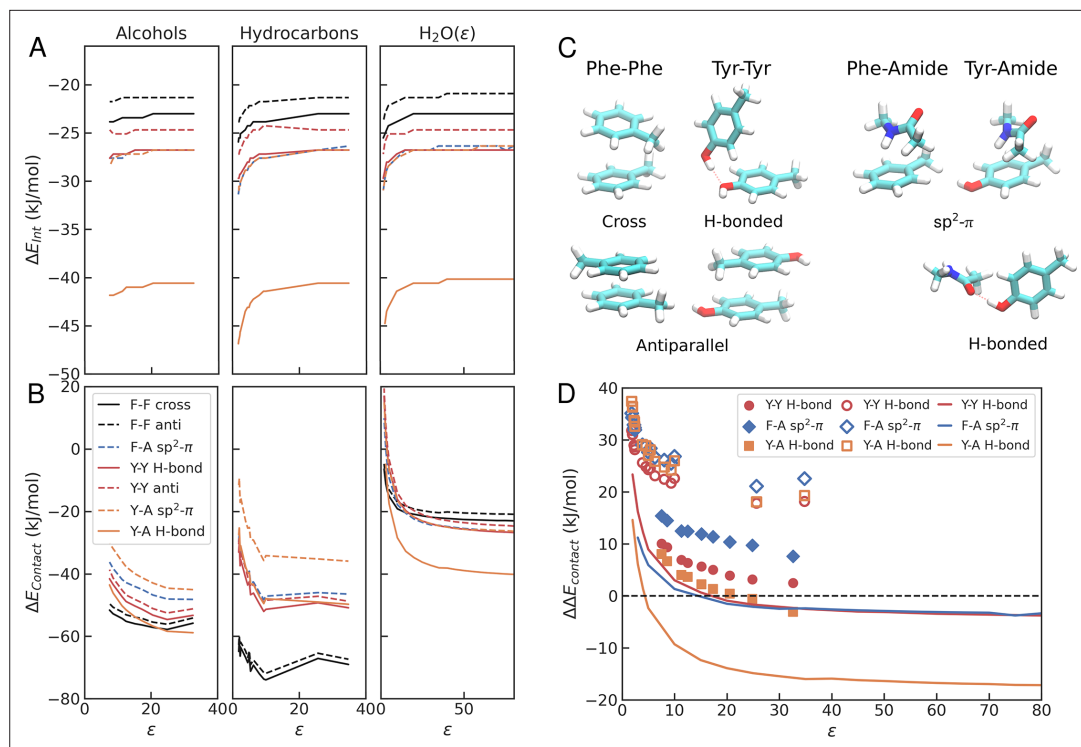 A
Alcohols
Hydrocarbons
H₂O(ε)
ΔE_Int (kJ/mol)
−20
−25
−30
−35
−40
−45
−50
B
ΔE_Contact (kJ/mol)
20
0
−20
−40
−60
−80
F-F cross
F-F anti
F-A sp²-π
Y-Y H-bond
Y-Y anti
Y-A sp²-π
Y-A H-bond
0 20 40
0 20 40
0 50
ε ε ε
C
Phe-Phe
Tyr-Tyr
Phe-Amide
Tyr-Amide
Cross
H-bonded
sp²-π
Antiparallel
H-bonded
D
ΔΔE_contact (kJ/mol)
40
30
20
10
0
−10
−20
Y-Y H-bond Y-Y H-bond Y-Y H-bond
F-A sp²-π F-A sp²-π F-A sp²-π
Y-A H-bond Y-A H-bond Y-A H-bond
0 10 20 30 40 50 60 70 80
ε